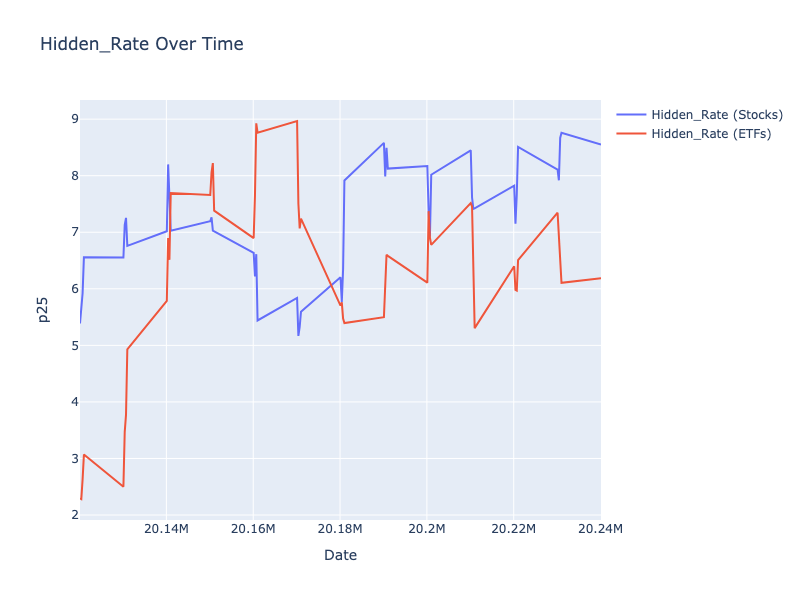 Hidden_Rate Over Time
Hidden_Rate (Stocks)
Hidden_Rate (ETFs)
9
8
7
6
5
4
3
2
p25
20.14M
20.16M
20.18M
20.2M
20.22M
20.24M
Date